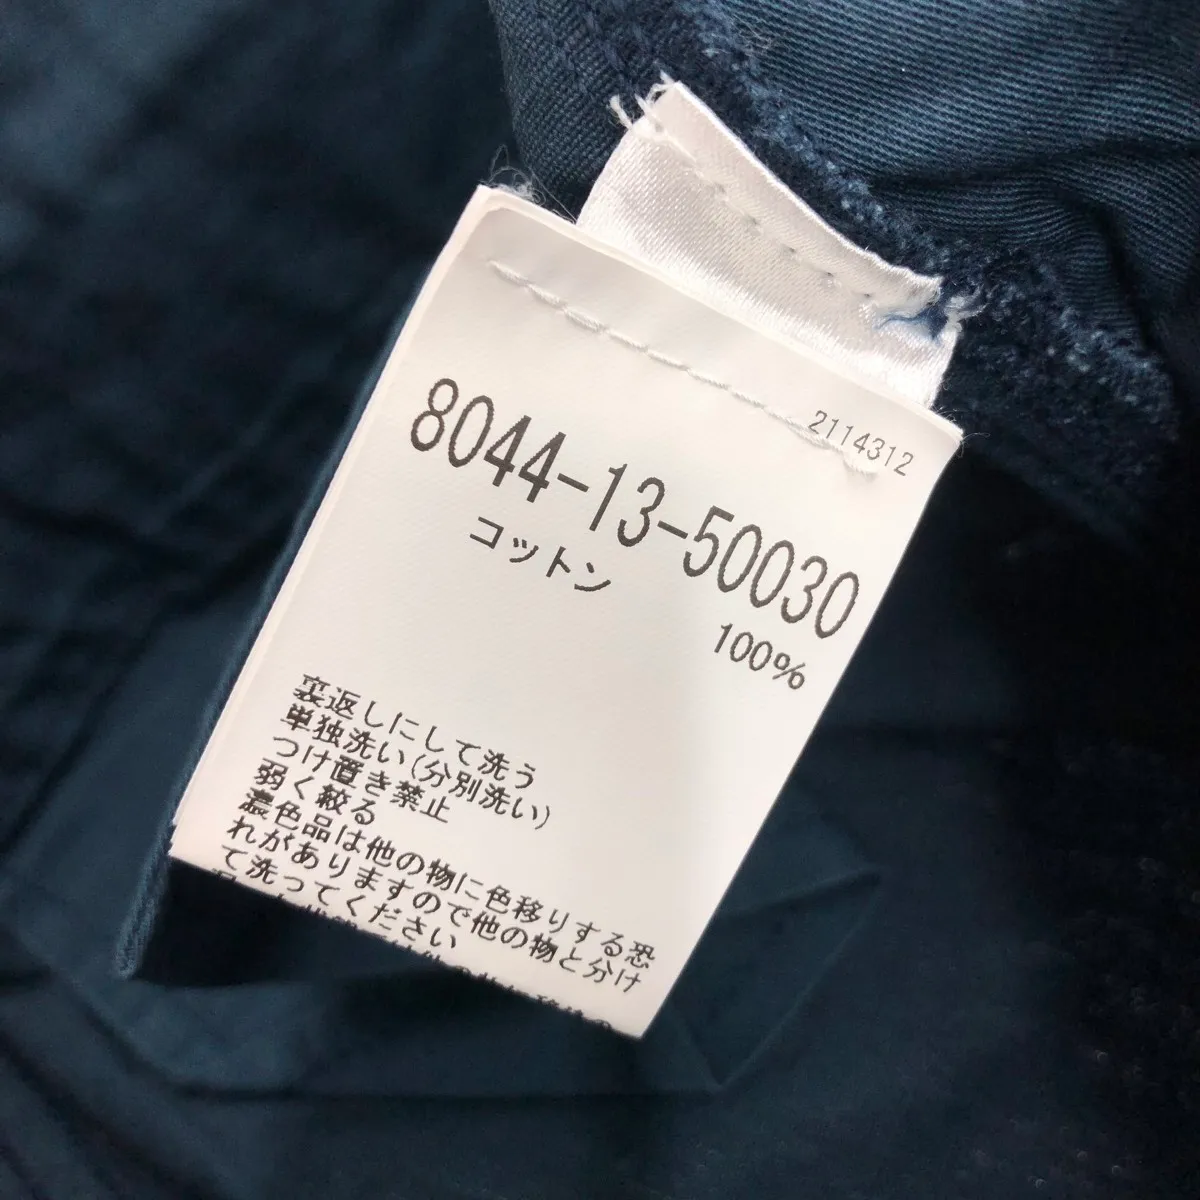 2114312
8044-13-50030
コットン
100%
裏返しにして洗う
単独洗い(分別洗い)
つけ置き禁止
弱く絞る
濃色品は他の物に色移りする恐
れがありますので他の物と分け
て洗ってください